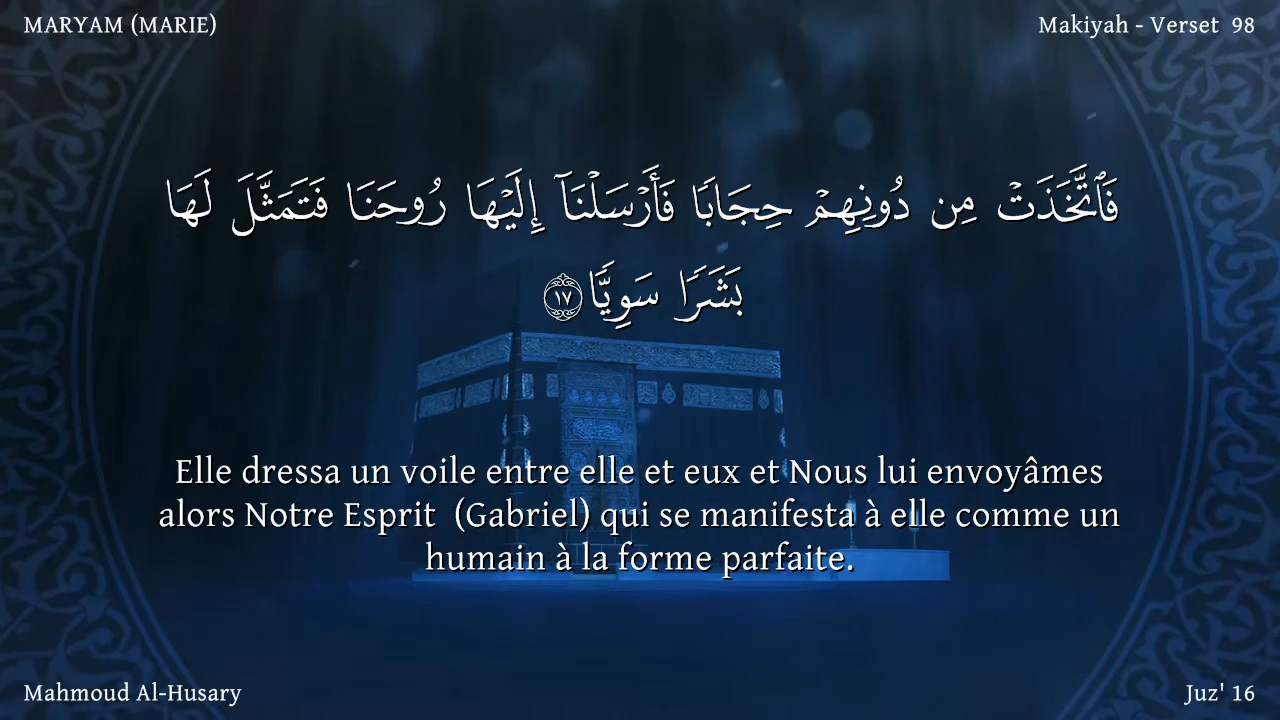 MARYAM (MARIE)
Makiyah - Verset 98
فَٱتَّخَذَتْ مِن دُونِهِمْ حِجَابًا فَأَرْسَلْنَآ إِلَيْهَا رُوحَنَا فَتَمَثَّلَ لَهَا
بَشَرًا سَوِيًّا ١٧
Elle dressa un voile entre elle et eux et Nous lui envoyâmes
alors Notre Esprit (Gabriel) qui se manifesta à elle comme un
humain à la forme parfaite.
Mahmoud Al-Husary
Juz' 16